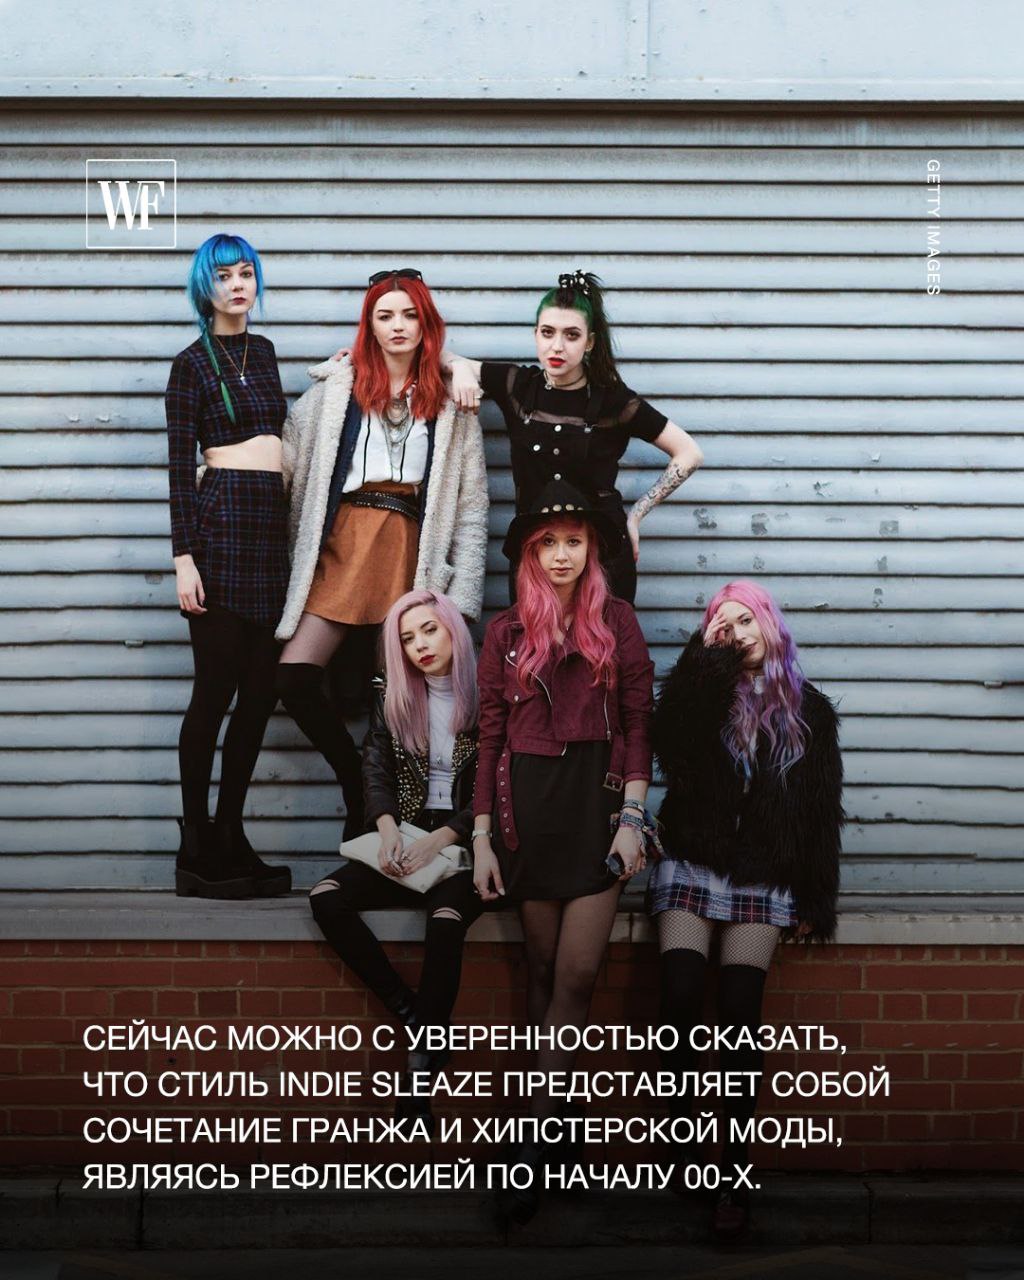 WF
GETTY IMAGES
СЕЙЧАС МОЖНО С УВЕРЕННОСТЬЮ СКАЗАТЬ,
ЧТО СТИЛЬ INDIE SLEAZE ПРЕДСТАВЛЯЕТ СОБОЙ
СОЧЕТАНИЕ ГРАНЖА И ХИПСТЕРСКОЙ МОДЫ,
ЯВЛЯЯСЬ РЕФЛЕКСИЕЙ ПО НАЧАЛУ 00-Х.